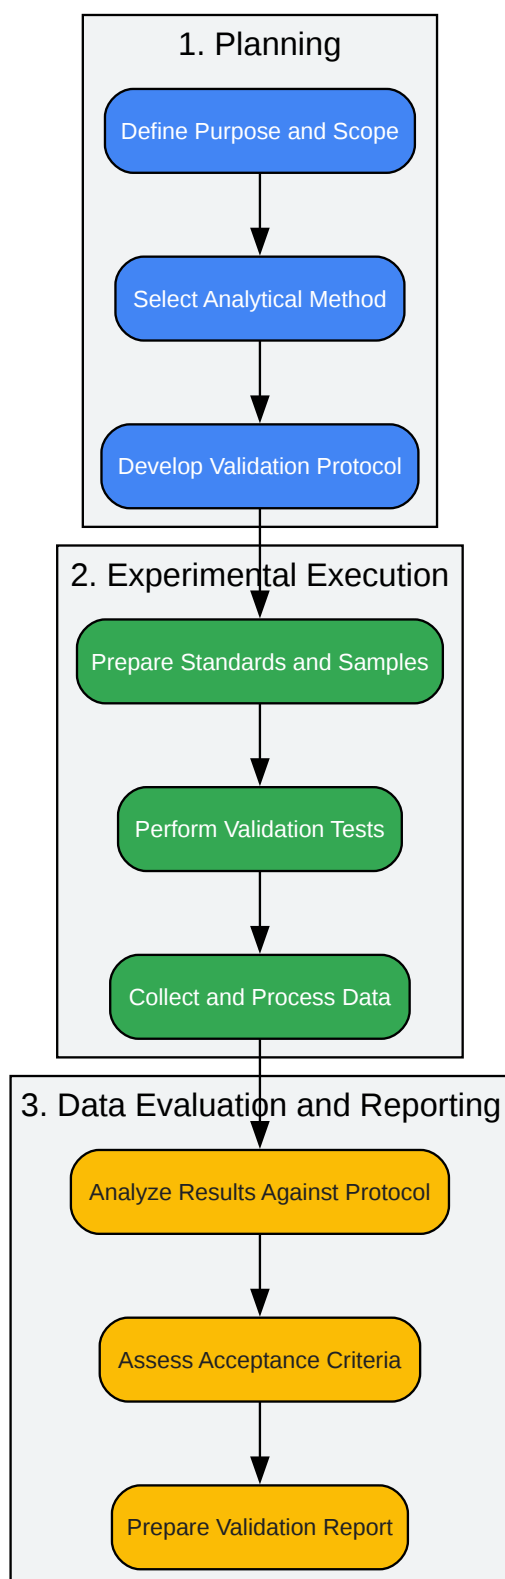 1. Planning
Define Purpose and Scope
Select Analytical Method
Develop Validation Protocol
2. Experimental Execution
Prepare Standards and Samples
Perform Validation Tests
Collect and Process Data
3. Data Evaluation and Reporting
Analyze Results Against Protocol
Assess Acceptance Criteria
Prepare Validation Report